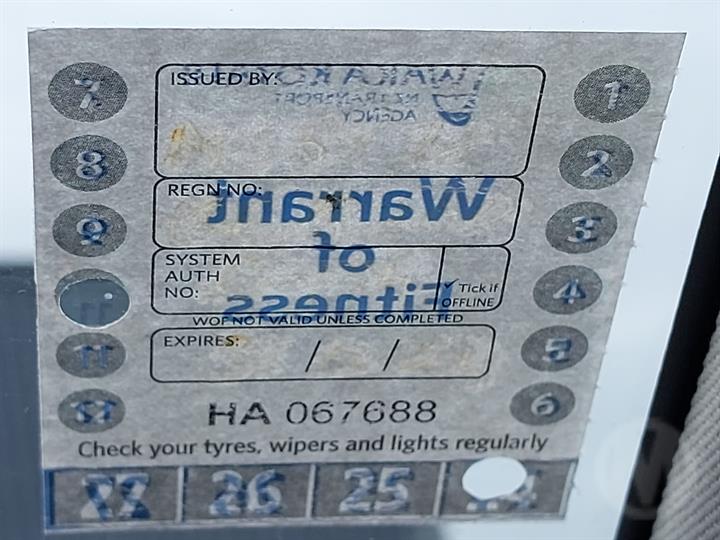 WAKA KOTAHI
NZ TRANSPORT
AGENCY
ISSUED BY:
7 1
8 2
REGN NO:
Warrant
9 3
of
SYSTEM
AUTH
NO:
Fitness
✓ Tick if
OFFLINE
4
WOF NOT VALID UNLESS COMPLETED
EXPIRES: / /
11 5
12 6
HA 067688
Check your tyres, wipers and lights regularly
26 25